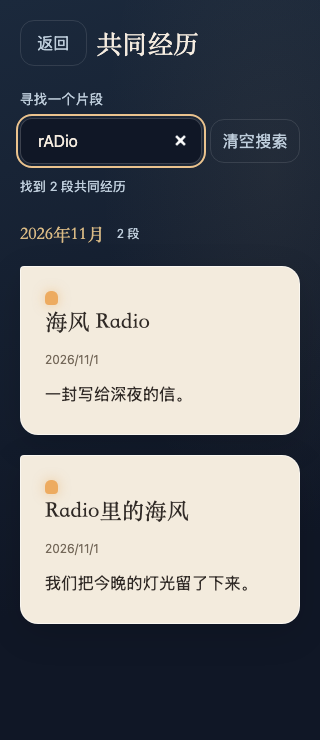 返回 共同经历
寻找一个片段
rADio
清空搜索
找到 2 段共同经历
2026年11月 2 段
海风 Radio
2026/11/1
一封写给深夜的信。
Radio里的海风
2026/11/1
我们把今晚的灯光留了下来。